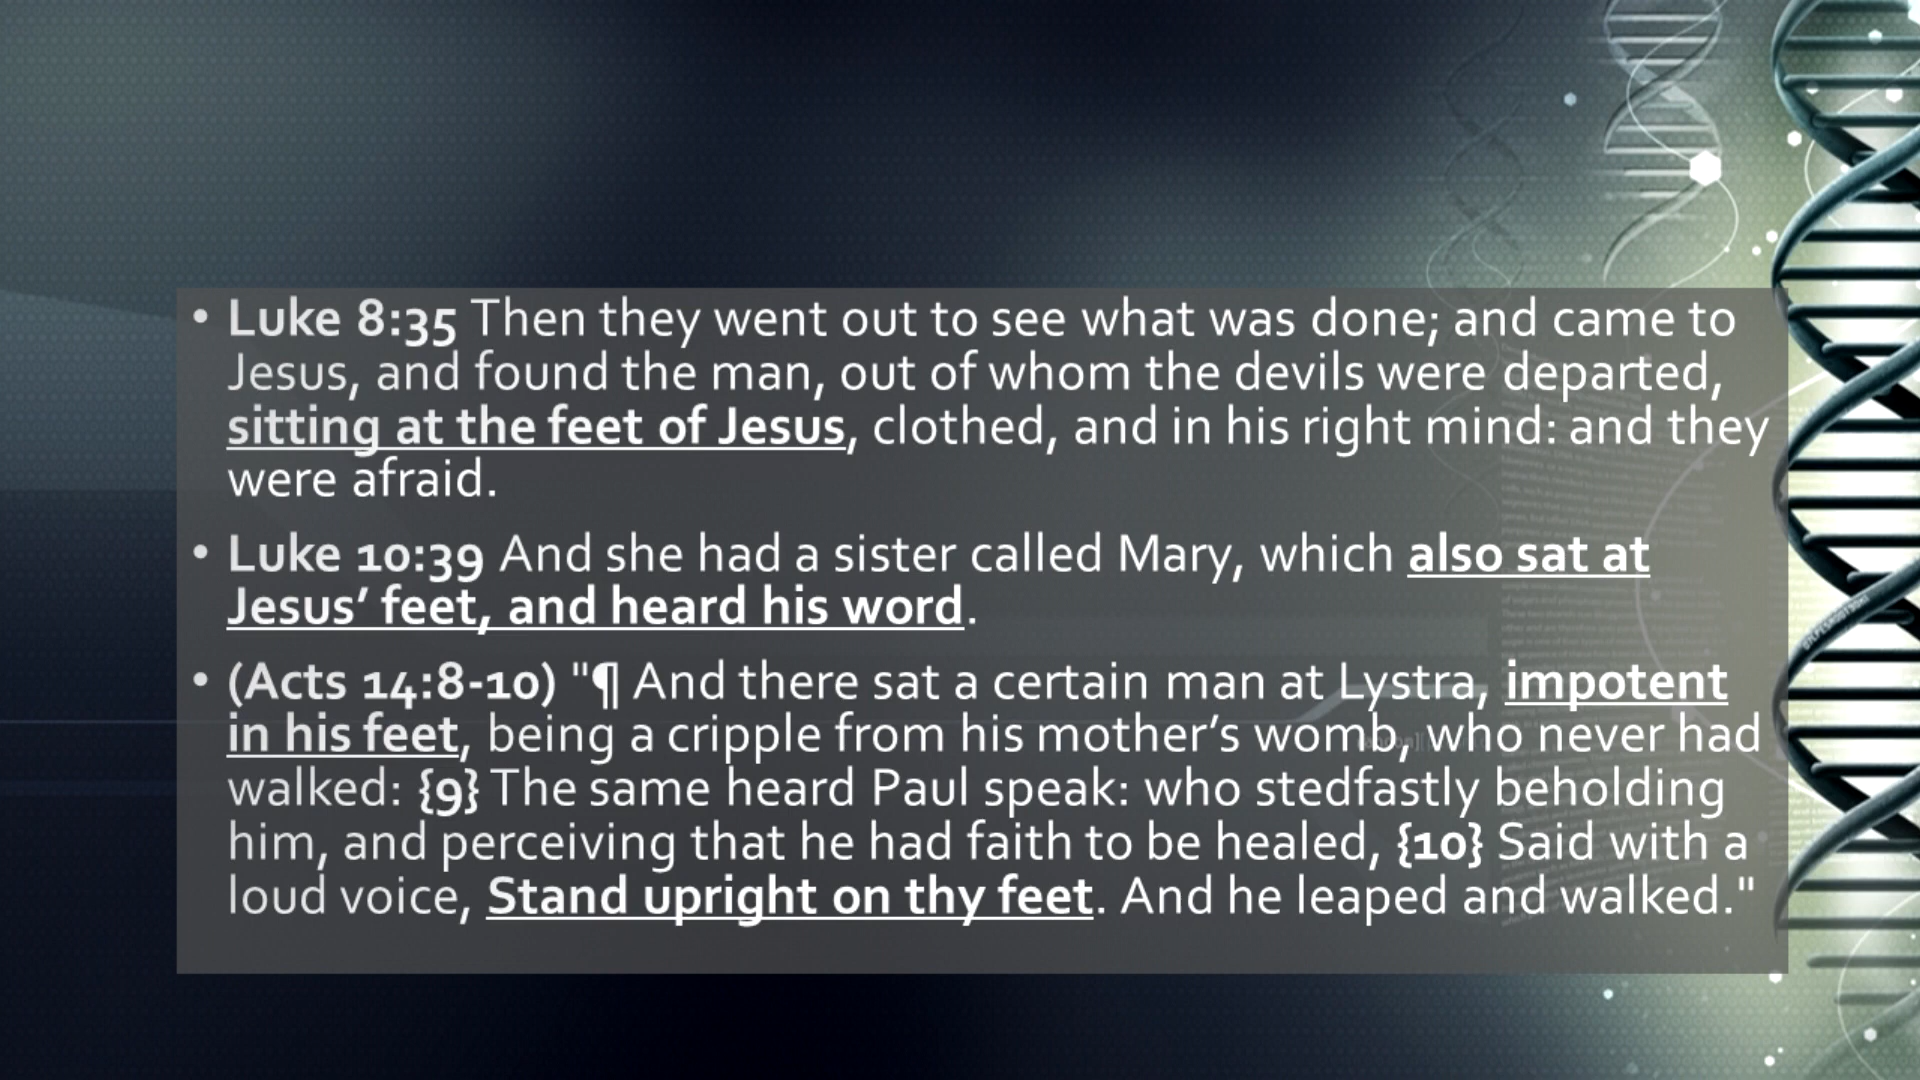 • Luke 8:35 Then they went out to see what was done; and came to
Jesus, and found the man, out of whom the devils were departed,
sitting at the feet of Jesus, clothed, and in his right mind: and they
were afraid.
• Luke 10:39 And she had a sister called Mary, which also sat at
Jesus’ feet, and heard his word.
• (Acts 14:8-10) "¶ And there sat a certain man at Lystra, impotent
in his feet, being a cripple from his mother’s womb, who never had
walked: {9} The same heard Paul speak: who stedfastly beholding
him, and perceiving that he had faith to be healed, {10} Said with a
loud voice, Stand upright on thy feet. And he leaped and walked."